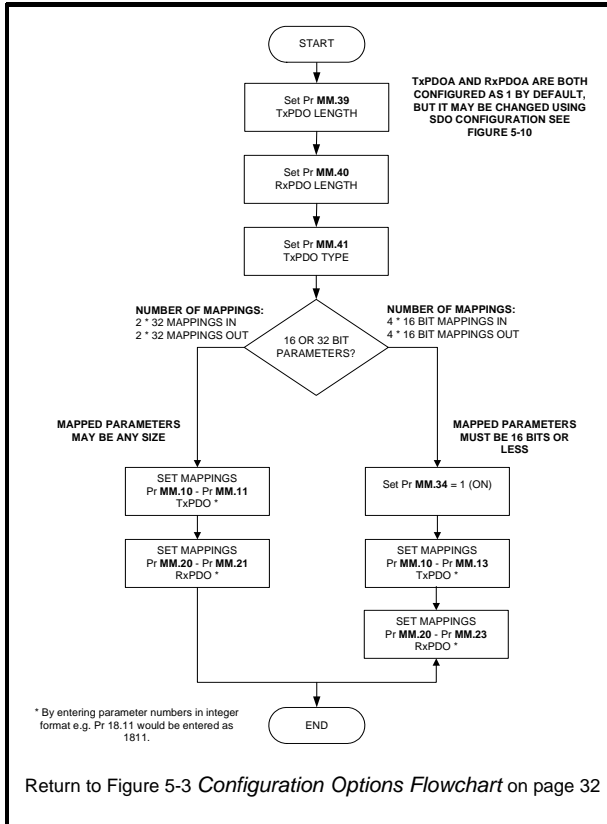 START
Set Pr MM.39
TxPDO LENGTH
TxPDOA AND RxPDOA ARE BOTH
CONFIGURED AS 1 BY DEFAULT,
BUT IT MAY BE CHANGED USING
SDO CONFIGURATION SEE
FIGURE 5-10
Set Pr MM.40
RxPDO LENGTH
Set Pr MM.41
TxPDO TYPE
NUMBER OF MAPPINGS:
2 * 32 MAPPINGS IN
2 * 32 MAPPINGS OUT
NUMBER OF MAPPINGS:
4 * 16 BIT MAPPINGS IN
4 * 16 BIT MAPPINGS OUT
16 OR 32 BIT
PARAMETERS?
MAPPED PARAMETERS
MAY BE ANY SIZE
MAPPED PARAMETERS
MUST BE 16 BITS OR
LESS
SET MAPPINGS
Pr MM.10 - Pr MM.11
TxPDO *
Set Pr MM.34 = 1 (ON)
SET MAPPINGS
Pr MM.20 - Pr MM.21
RxPDO *
SET MAPPINGS
Pr MM.10 - Pr MM.13
TxPDO *
SET MAPPINGS
Pr MM.20 - Pr MM.23
RxPDO *
* By entering parameter numbers in integer
format e.g. Pr 18.11 would be entered as
1811.
END
Return to Figure 5-3 Configuration Options Flowchart on page 32